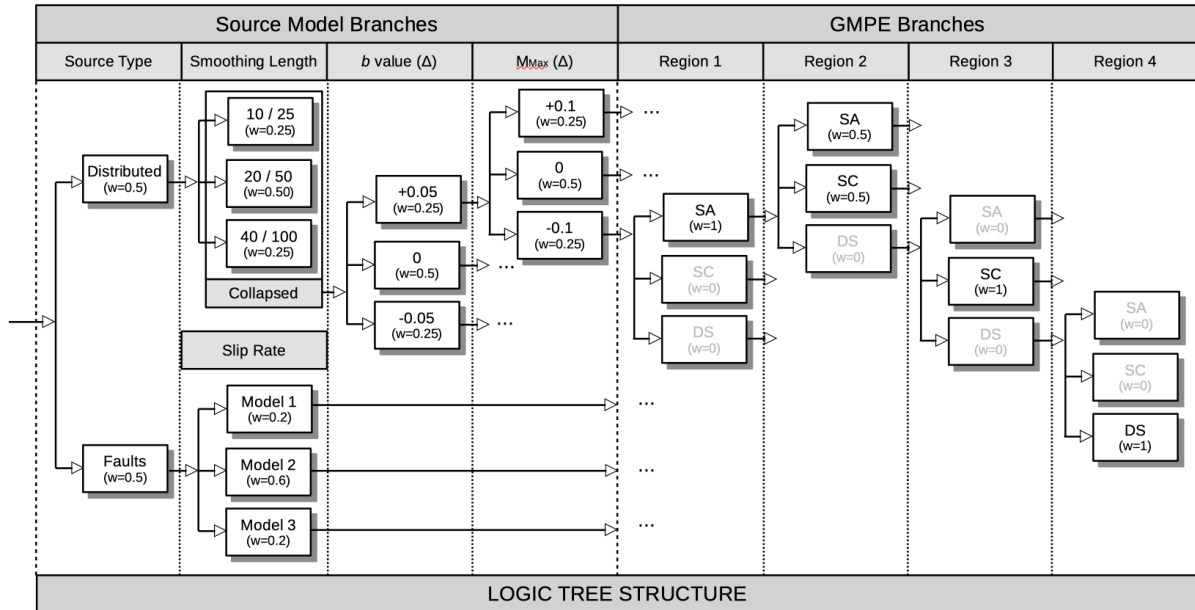 Source Model Branches
GMPE Branches
Source Type
Smoothing Length
b value (Δ)
MMax (Δ)
Region 1
Region 2
Region 3
Region 4
Distributed
(w=0.5)
10 / 25
(w=0.25)
20 / 50
(w=0.50)
40 / 100
(w=0.25)
Collapsed
+0.05
(w=0.25)
0
(w=0.5)
-0.05
(w=0.25)
...
...
+0.1
(w=0.25)
0
(w=0.5)
-0.1
(w=0.25)
...
...
SA
(w=1)
SC
(w=0)
DS
(w=0)
SA
(w=0.5)
SC
(w=0.5)
DS
(w=0)
SA
(w=0)
SC
(w=1)
DS
(w=0)
SA
(w=0)
SC
(w=0)
DS
(w=1)
Slip Rate
Faults
(w=0.5)
Model 1
(w=0.2)
...
Model 2
(w=0.6)
...
Model 3
(w=0.2)
...
LOGIC TREE STRUCTURE